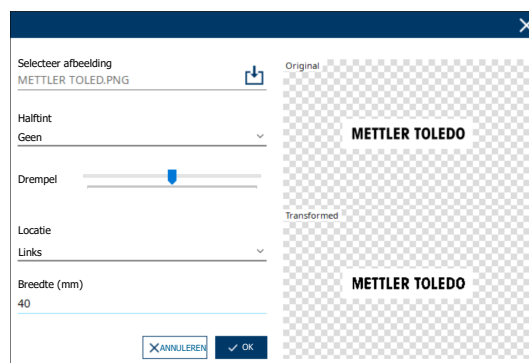 Selecteer afbeelding
METTLER TOLED.PNG
Halftint
Geen
Drempel
Locatie
Links
Breedte (mm)
40
ANNULEREN
OK
Original
METTLER TOLEDO
Transformed
METTLER TOLEDO